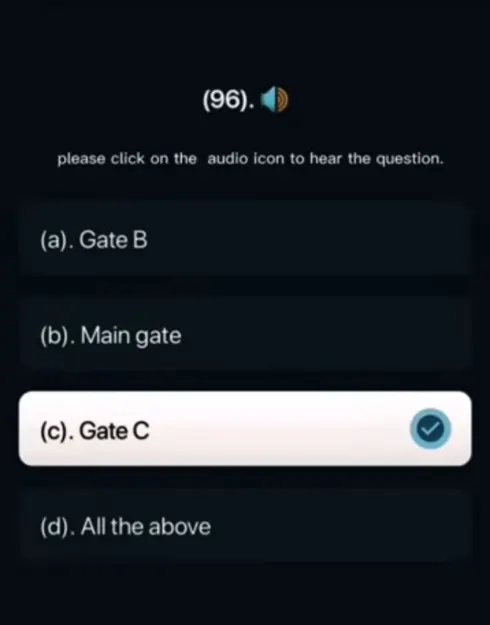 (96).
please click on the audio icon to hear the question.
(a). Gate B
(b). Main gate
(c). Gate C
(d). All the above